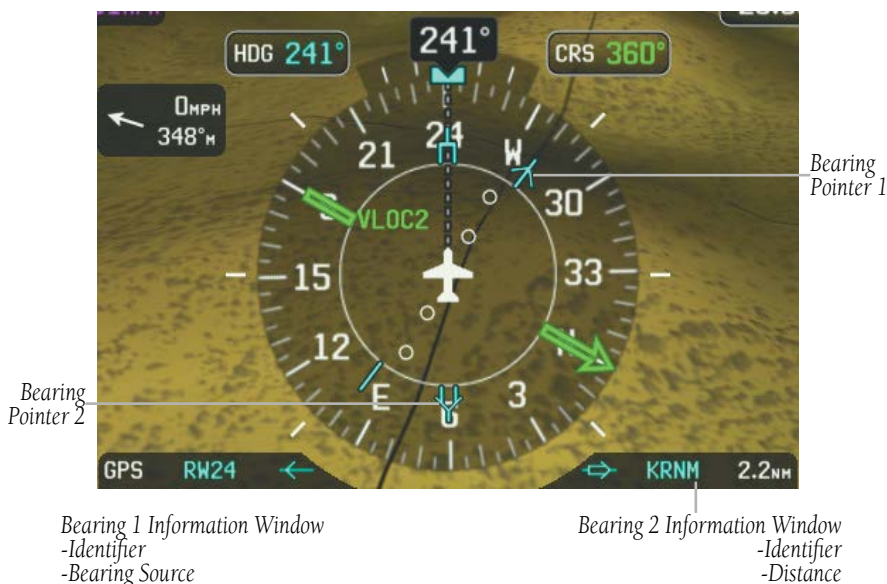 241°
HDG 241°
CRS 360°
0MPH
348°M
24
21
W
Bearing
Pointer 1
30
VLOC2
15
33
12
N
Bearing
Pointer 2
E
6
3
GPS RW24
KRNM 2.2NM
Bearing 1 Information Window
-Identifier
-Bearing Source
Bearing 2 Information Window
-Identifier
-Distance